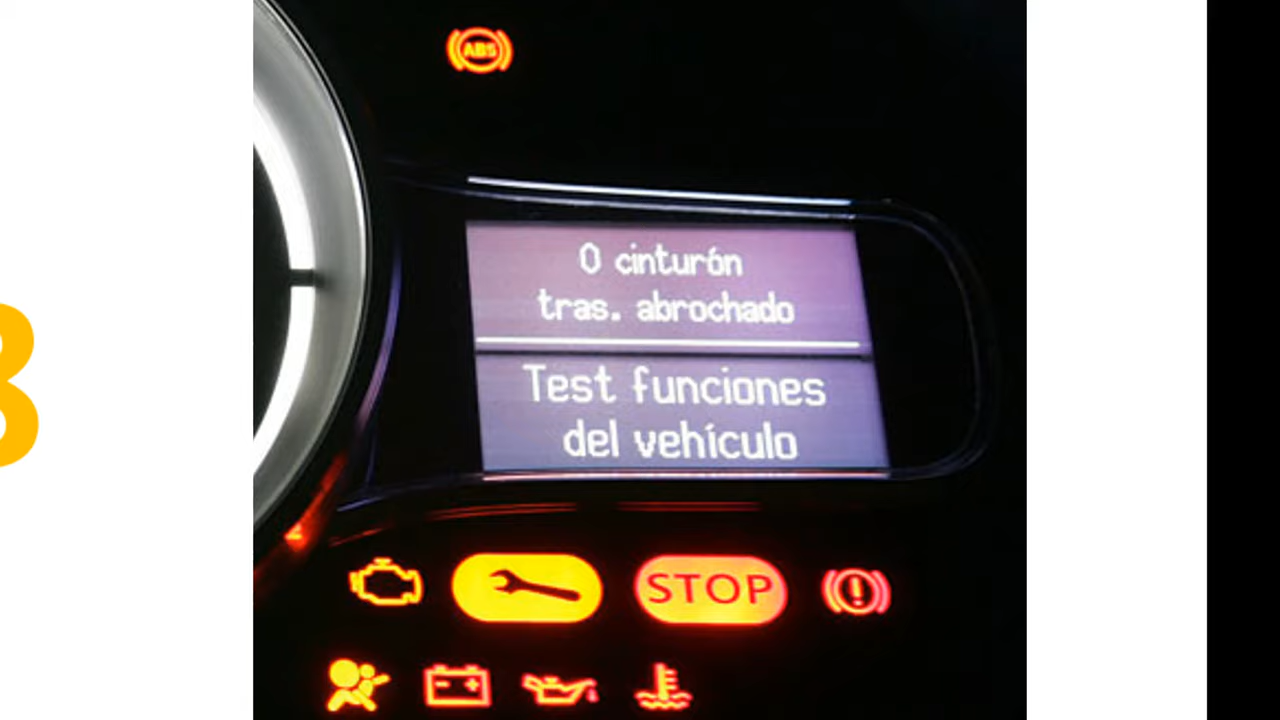 ABS
0 cinturón
tras. abrochado
Test funciones
del vehículo
STOP